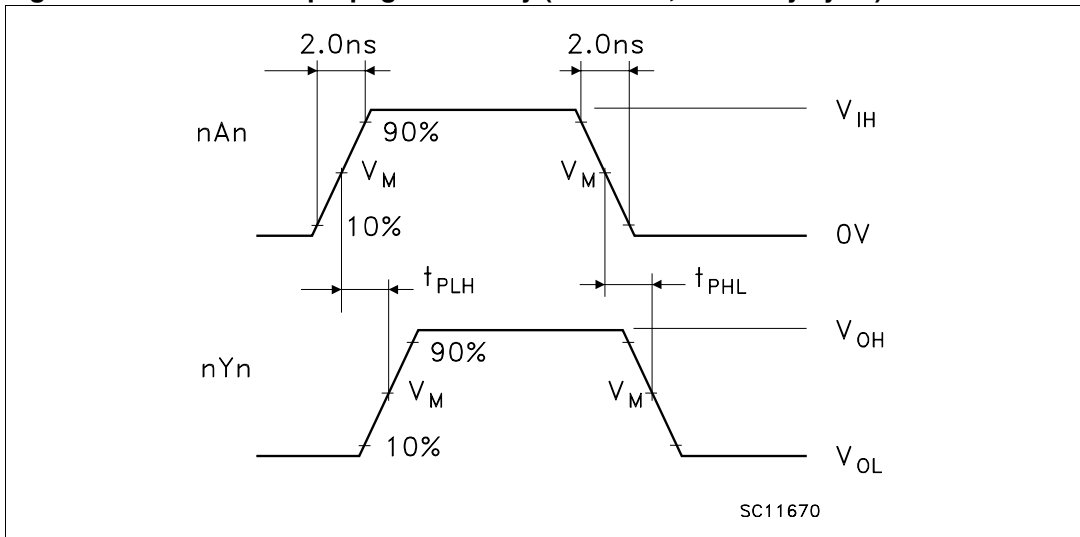 2.0ns 2.0ns
nAn
90%
V_IH
V_M V_M
10%
0V
t_PLH t_PHL
90%
V_OH
nYn
V_M V_M
10%
V_OL
SC11670